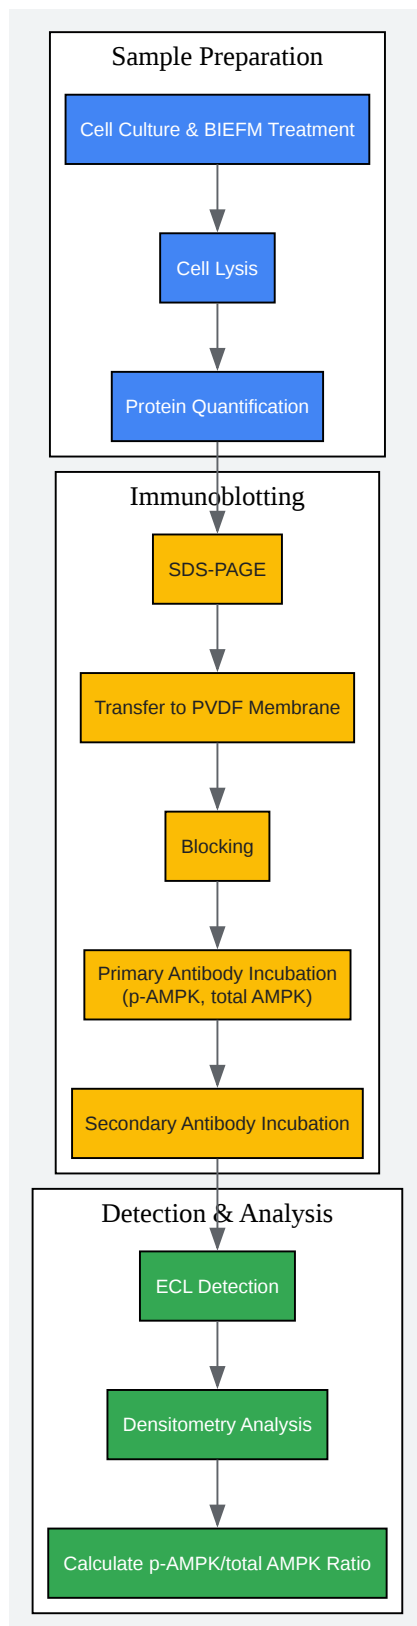 Sample Preparation
Cell Culture & BIEFM Treatment
Cell Lysis
Protein Quantification
Immunoblotting
SDS-PAGE
Transfer to PVDF Membrane
Blocking
Primary Antibody Incubation
(p-AMPK, total AMPK)
Secondary Antibody Incubation
Detection & Analysis
ECL Detection
Densitometry Analysis
Calculate p-AMPK/total AMPK Ratio